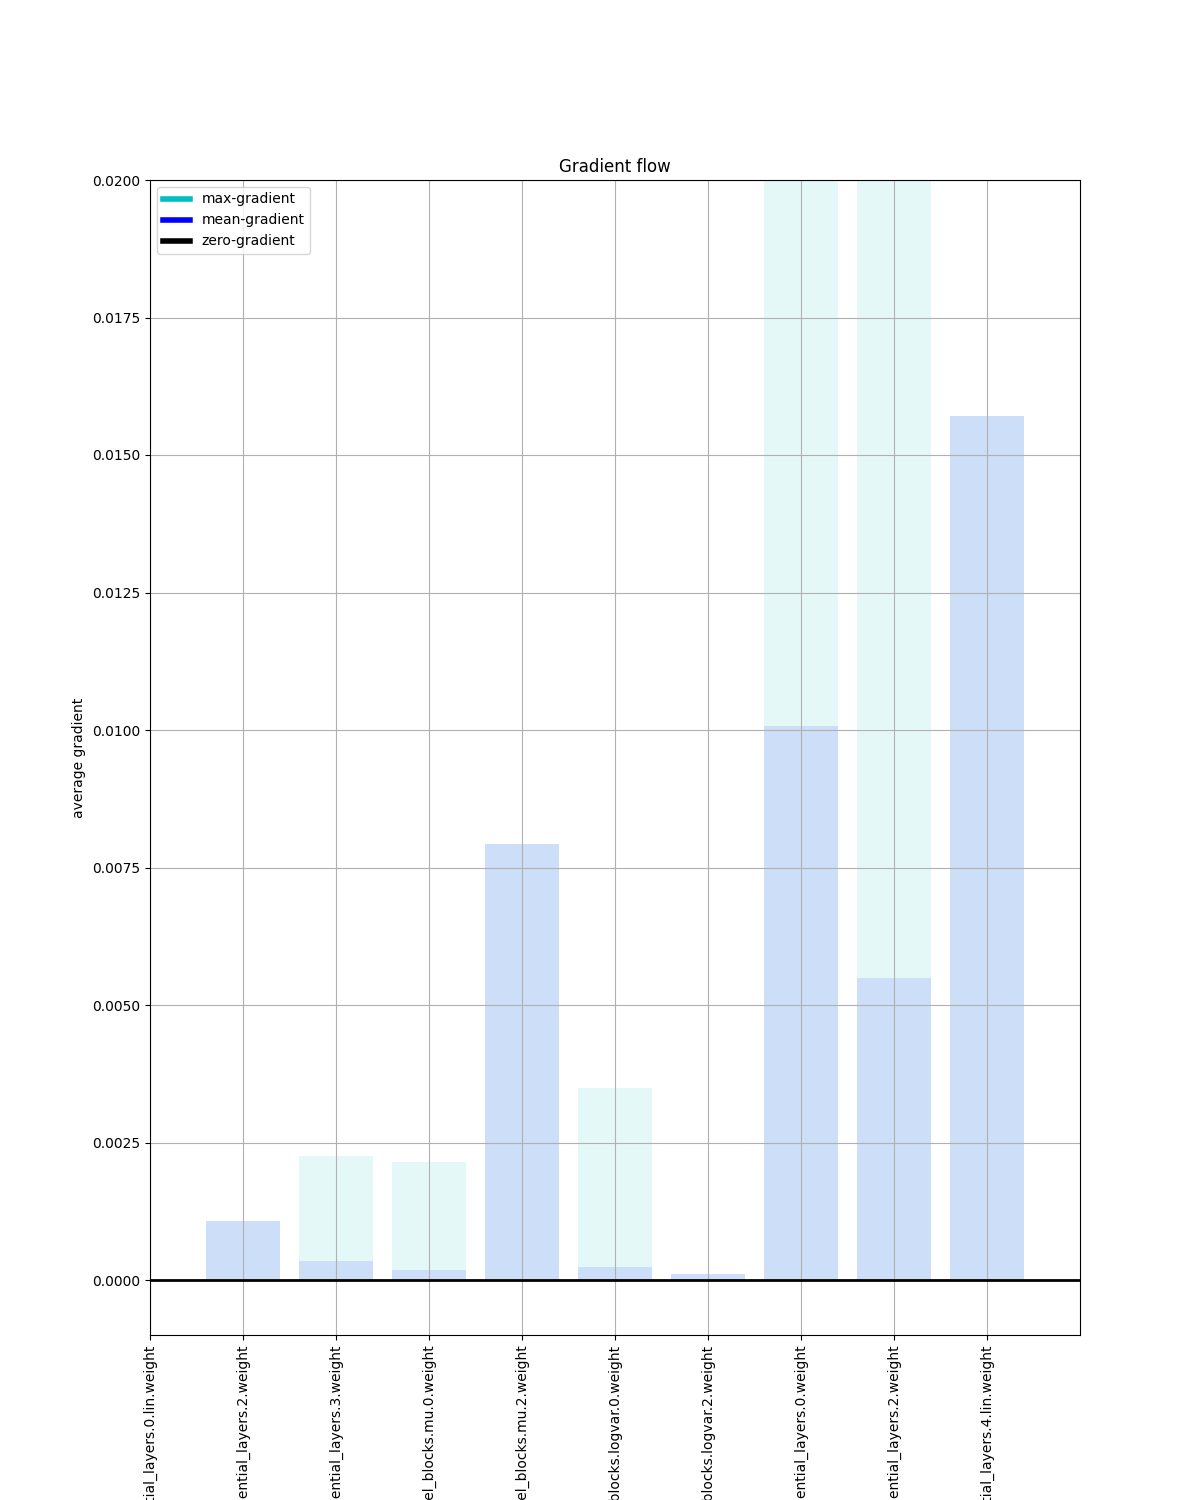 Gradient flow
max-gradient
mean-gradient
zero-gradient
0.0200
0.0175
0.0150
0.0125
0.0100
0.0075
0.0050
0.0025
0.0000
average gradient
tial_layers.0.lin.weight
ential_layers.2.weight
ential_layers.3.weight
el_blocks.mu.0.weight
el_blocks.mu.2.weight
blocks.logvar.0.weight
blocks.logvar.2.weight
ential_layers.0.weight
ential_layers.2.weight
tial_layers.4.lin.weight